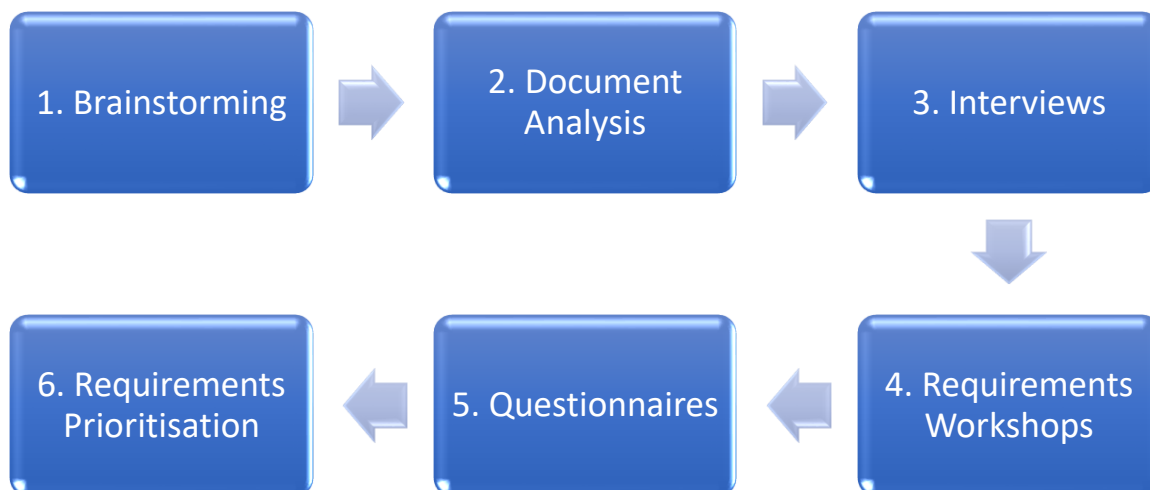 1. Brainstorming
2. Document
Analysis
3. Interviews
4. Requirements
Workshops
5. Questionnaires
6. Requirements
Prioritisation